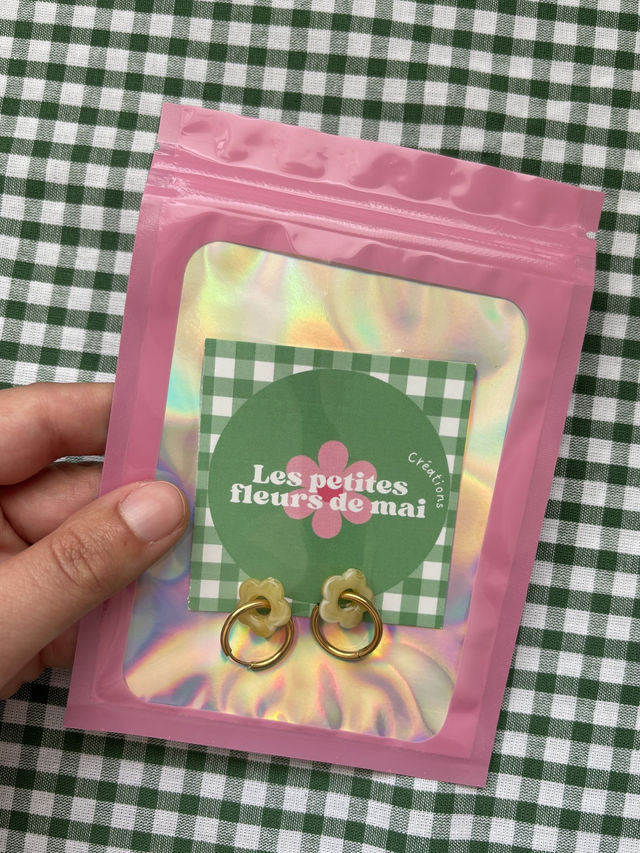 Créations
Les petites
fleurs de mai